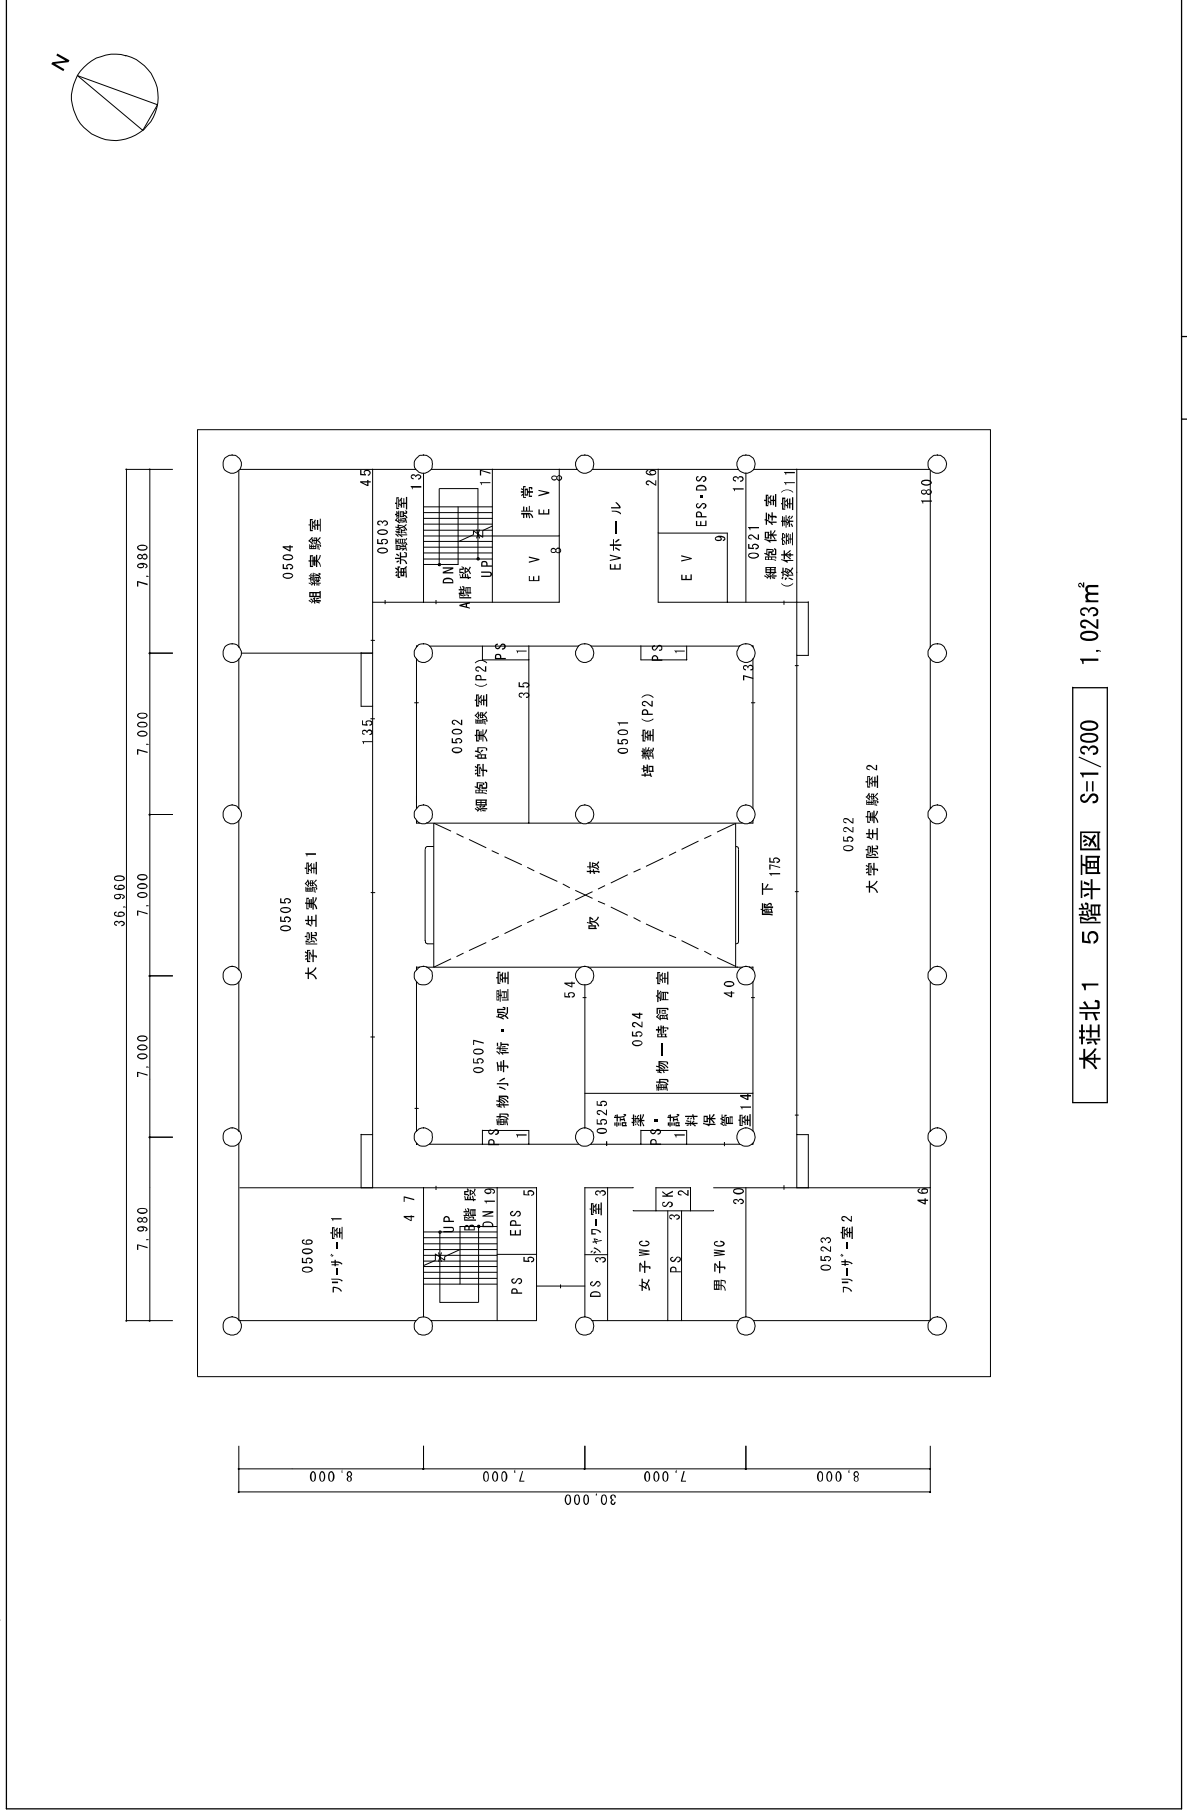 N
36,960
7,980
7,000
7,000
7,000
7,980
8,000
7,000
7,000
8,000
30,000
0506
フリーザー室1
4 7
0505
大学院生実験室1
135
0504
組織実験室
45
0503
蛍光顕微鏡室
13
UP
B階段
DN
19
EPS
5
PS
5
DN
A階段
UP
17
非常
EV
8
EV
8
0507
動物小手術・処置室
54
PS
1
0502
細胞学的実験室(P2)
35
PS
1
0501
培養室(P2)
73
PS
1
吹 抜
EVホール
26
EPS・DS
13
EV
9
シャワー室
3
DS
3
女子WC
SK
2
PS
3
男子WC
30
0525
試薬・試料保管室
14
PS
1
0524
動物一時飼育室
40
廊下
175
0521
細胞保存室
(液体窒素室)
11
0523
フリーザー室2
46
0522
大学院生実験室2
180
本荘北1 5階平面図 S=1/300 1,023㎡